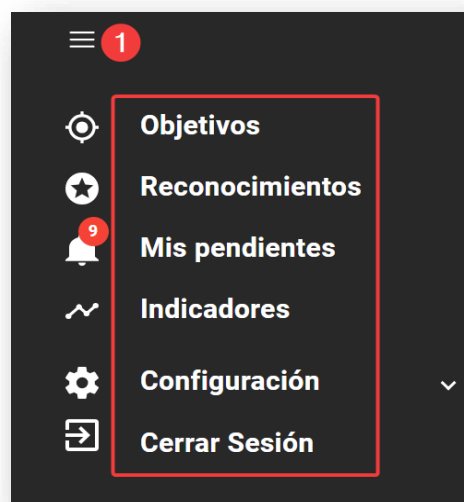 1
Objetivos
Reconocimientos
9
Mis pendientes
Indicadores
Configuración
Cerrar Sesión